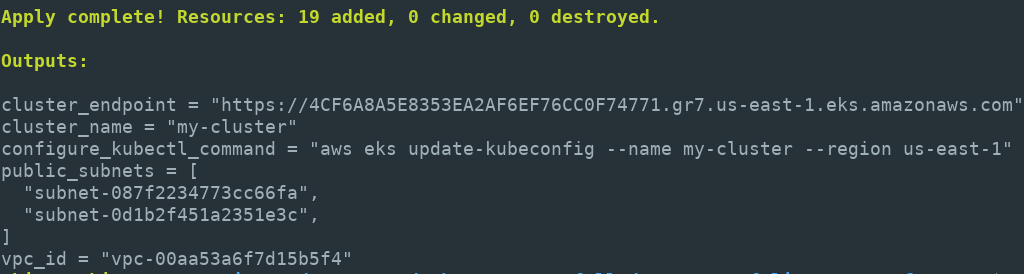 Apply complete! Resources: 19 added, 0 changed, 0 destroyed.
Outputs:
cluster_endpoint = "https://4CF6A8A5E8353EA2AF6EF76CC0F74771.gr7.us-east-1.eks.amazonaws.com"
cluster_name = "my-cluster"
configure_kubectl_command = "aws eks update-kubeconfig --name my-cluster --region us-east-1"
public_subnets = [
  "subnet-087f2234773cc66fa",
  "subnet-0d1b2f451a2351e3c",
]
vpc_id = "vpc-00aa53a6f7d15b5f4"